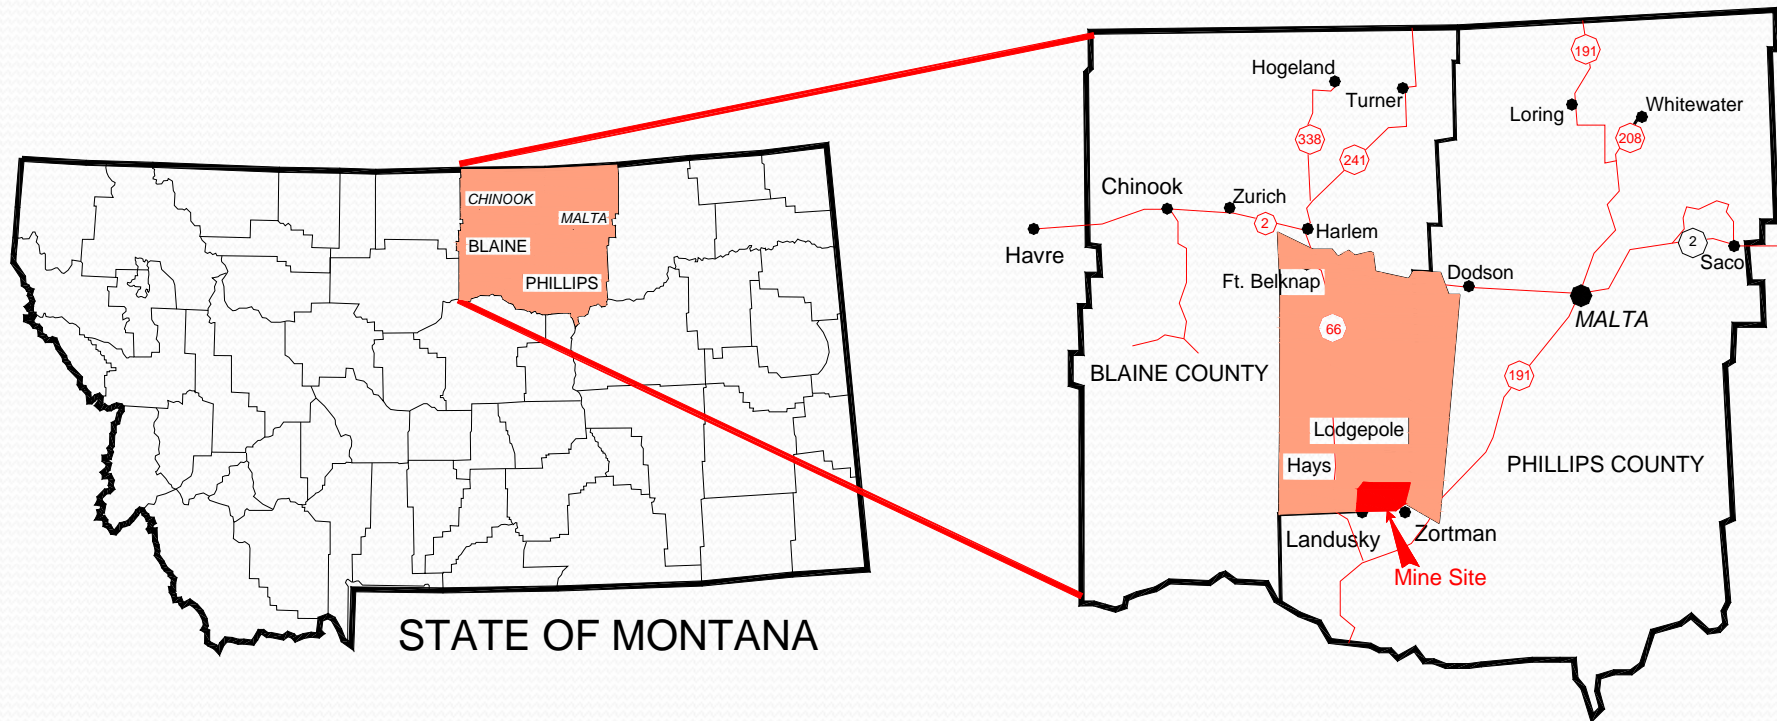 CHINOOK
MALTA
BLAINE
PHILLIPS
STATE OF MONTANA
191
Hogeland
Turner
Loring
Whitewater
338
241
208
Chinook
Zurich
2
Harlem
Havre
2
Saco
Ft. Belknap
Dodson
MALTA
66
BLAINE COUNTY
191
Lodgepole
Hays
PHILLIPS COUNTY
Landusky
Zortman
Mine Site